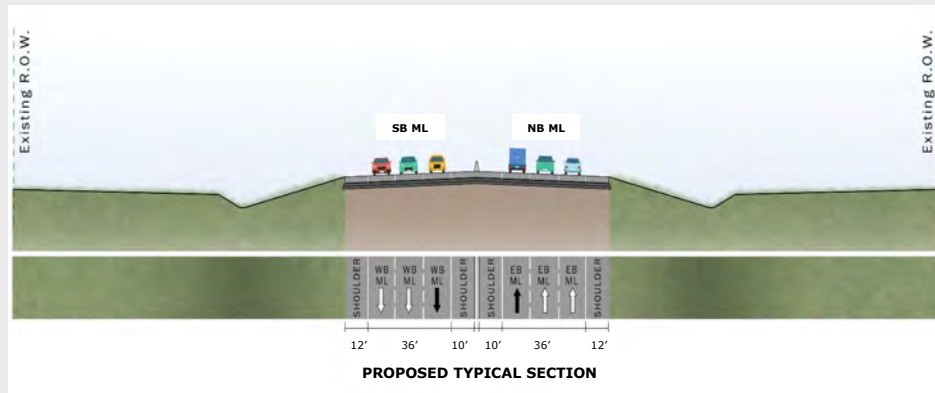 Existing R.O.W.
Existing R.O.W.
SB ML
NB ML
SHOULDER
WB
ML
WB
ML
WB
ML
SHOULDER
SHOULDER
EB
ML
EB
ML
EB
ML
SHOULDER
12' 36' 10' 10' 36' 12'
PROPOSED TYPICAL SECTION